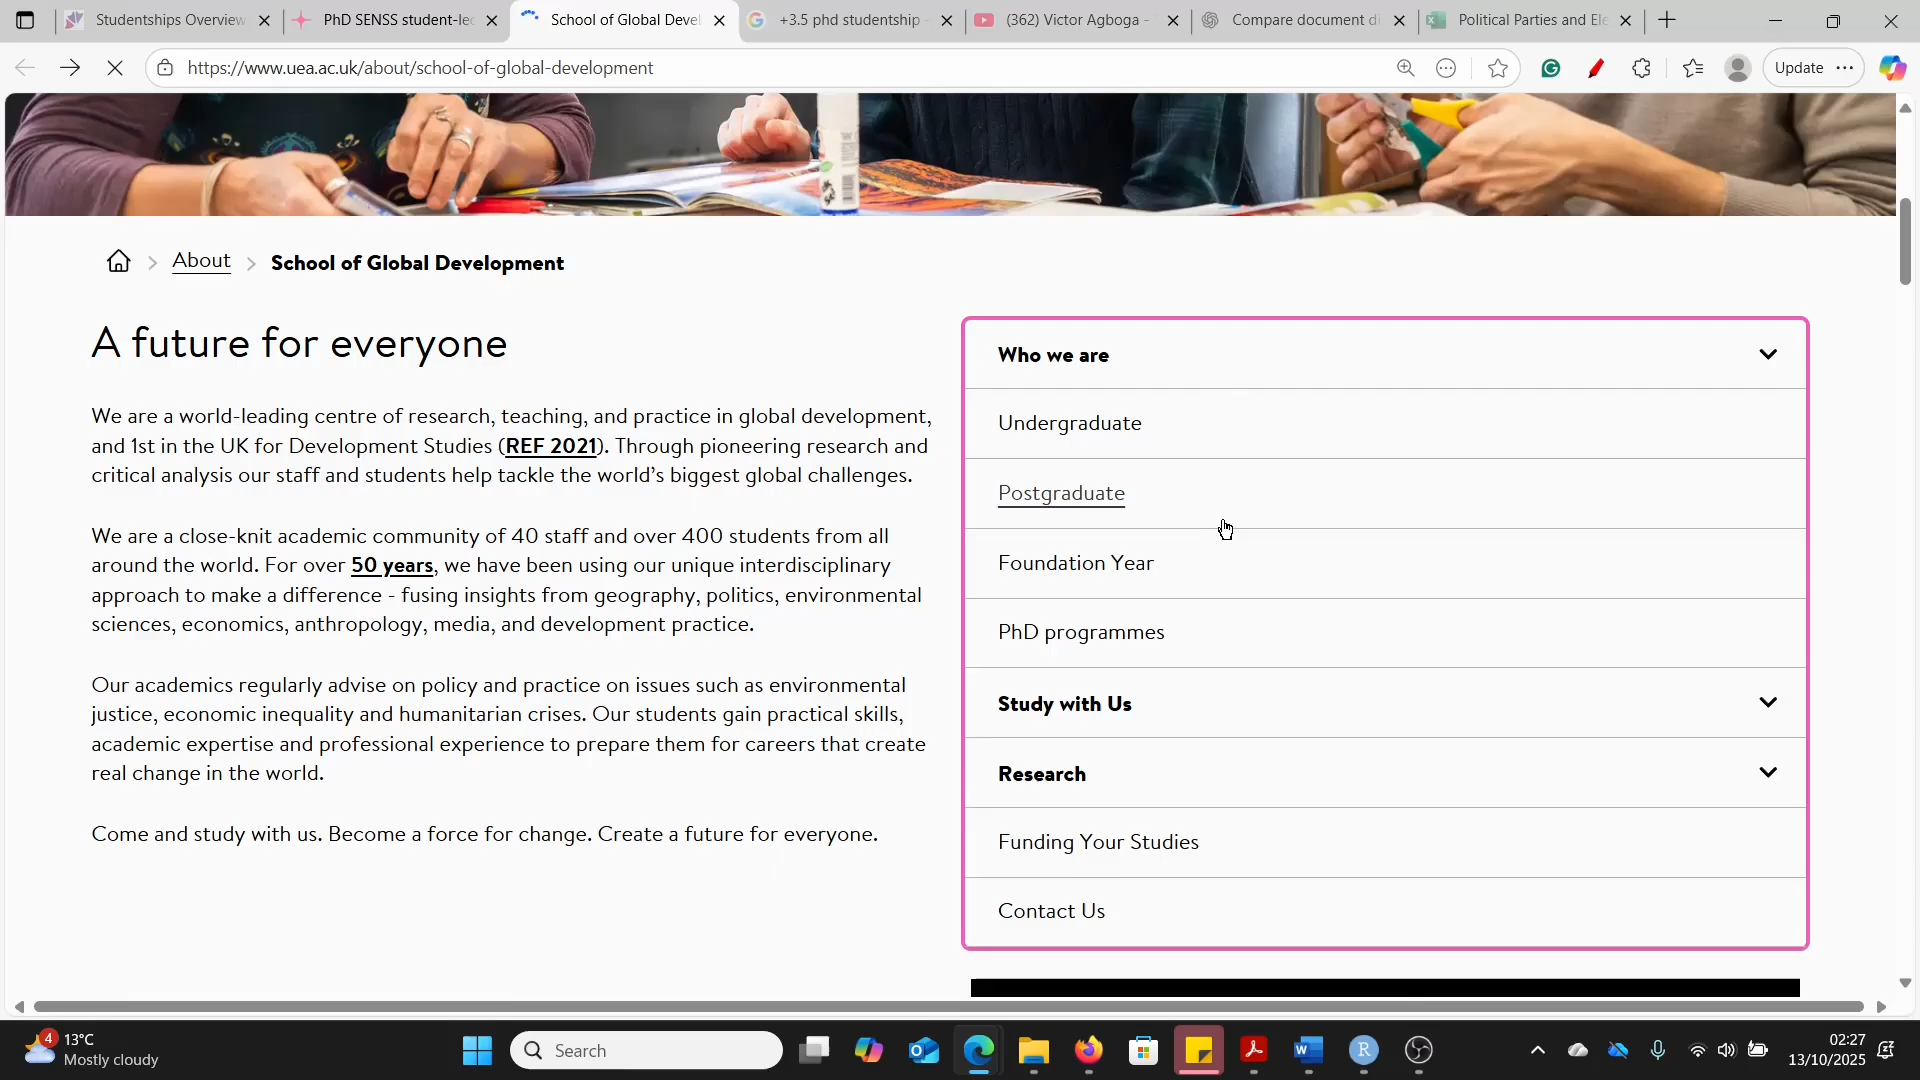 Studentships Overview
PhD SENSS student-led
School of Global Devel
+3.5 phd studentship -
(362) Victor Agboga -
Compare document di
Political Parties and Ele
https://www.uea.ac.uk/about/school-of-global-development
Update
About
School of Global Development
A future for everyone
We are a world-leading centre of research, teaching, and practice in global development,
and 1st in the UK for Development Studies (REF 2021). Through pioneering research and
critical analysis our staff and students help tackle the world’s biggest global challenges.
We are a close-knit academic community of 40 staff and over 400 students from all
around the world. For over 50 years, we have been using our unique interdisciplinary
approach to make a difference - fusing insights from geography, politics, environmental
sciences, economics, anthropology, media, and development practice.
Our academics regularly advise on policy and practice on issues such as environmental
justice, economic inequality and humanitarian crises. Our students gain practical skills,
academic expertise and professional experience to prepare them for careers that create
real change in the world.
Come and study with us. Become a force for change. Create a future for everyone.
Who we are
Undergraduate
Postgraduate
Foundation Year
PhD programmes
Study with Us
Research
Funding Your Studies
Contact Us
4
13°C
Mostly cloudy
Search
02:27
13/10/2025